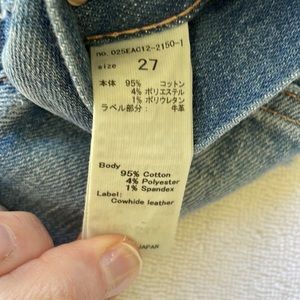 no. 025EAC12-2150-1
size 27
本体 95% コットン
4% ポリエステル
1% ポリウレタン
ラベル部分: 牛革
Body
95% Cotton
4% Polyester
1% Spandex
Label:
Cowhide leather
JAPAN